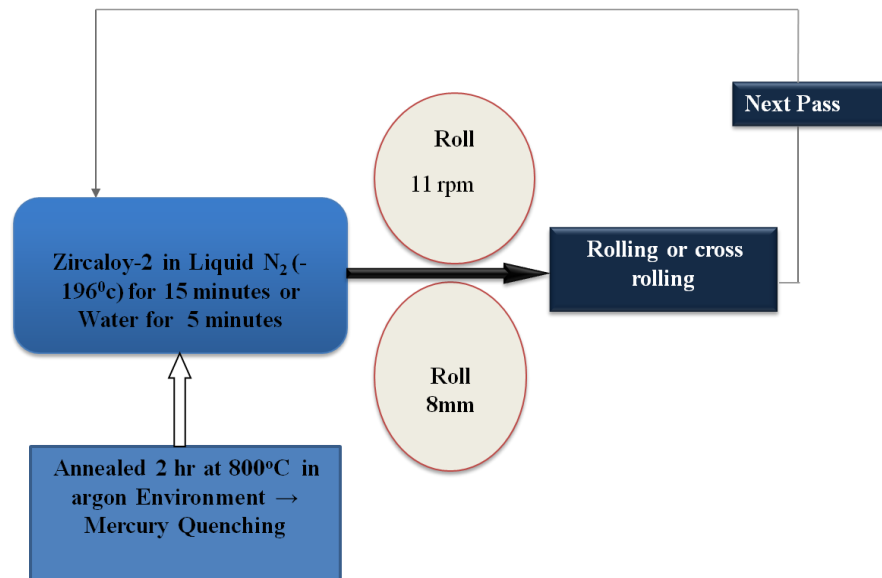 Next Pass
Roll
11 rpm
Zircaloy-2 in Liquid N₂ (-
196⁰c) for 15 minutes or
Water for 5 minutes
Rolling or cross
rolling
Roll
8mm
Annealed 2 hr at 800ºC in
argon Environment →
Mercury Quenching